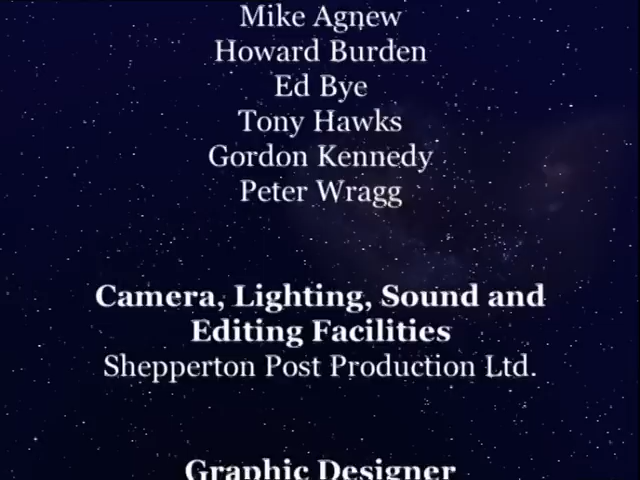 Mike Agnew
Howard Burden
Ed Bye
Tony Hawks
Gordon Kennedy
Peter Wragg
Camera, Lighting, Sound and
Editing Facilities
Shepperton Post Production Ltd.
Graphic Designer